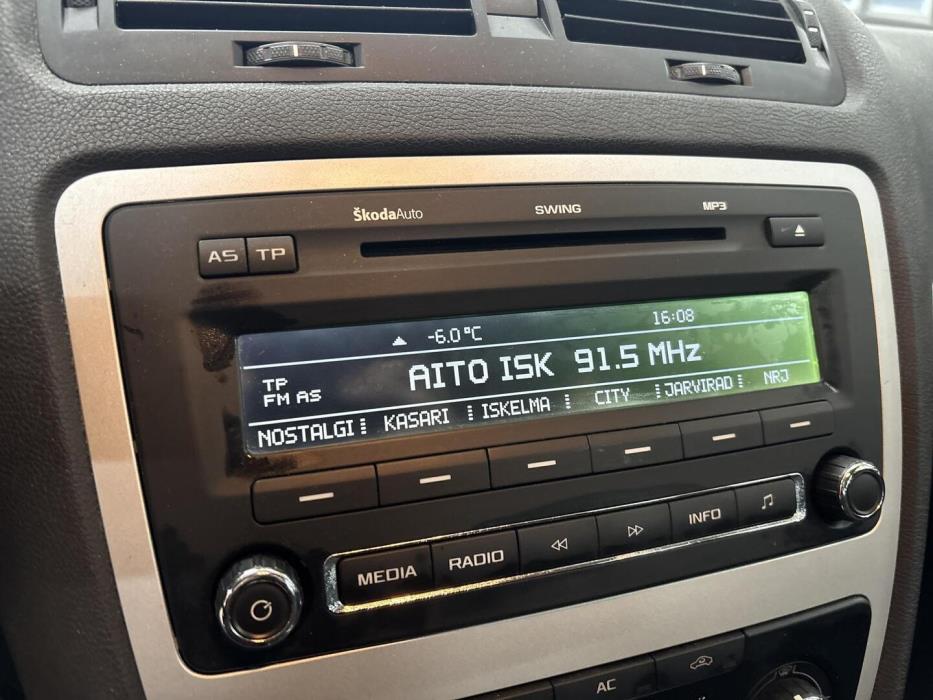 ŠkodaAuto SWING MP3
AS TP
-6.0°C 16:08
TP
FM AS
AITO ISK 91.5 MHz
NOSTALGI KASARI ISKELMA CITY JARVIRAD NRJ
MEDIA RADIO INFO
AC